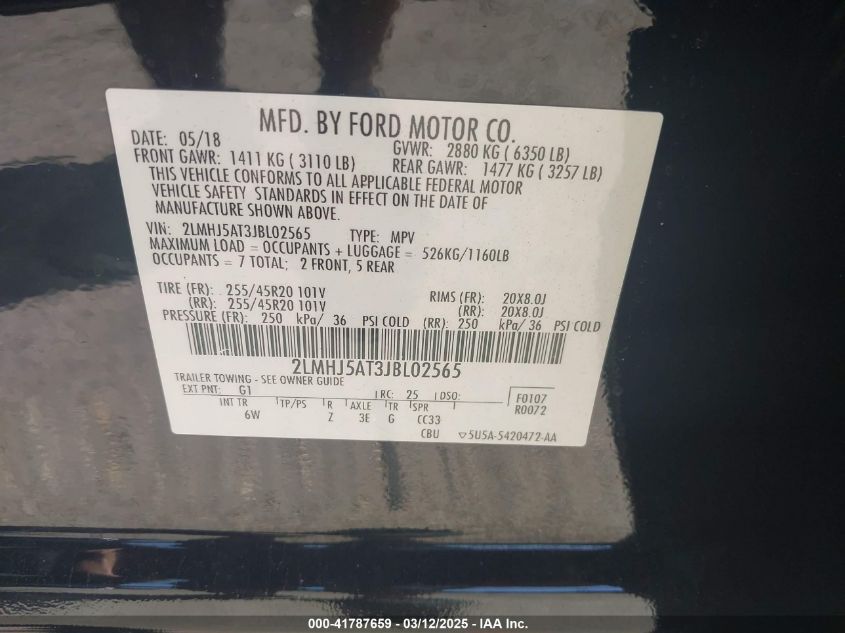 MFD. BY FORD MOTOR CO.
DATE: 05/18 GVWR: 2880 KG ( 6350 LB)
FRONT GAWR: 1411 KG ( 3110 LB) REAR GAWR: 1477 KG ( 3257 LB)
THIS VEHICLE CONFORMS TO ALL APPLICABLE FEDERAL MOTOR
VEHICLE SAFETY STANDARDS IN EFFECT ON THE DATE OF
MANUFACTURE SHOWN ABOVE.
VIN: 2LMHJ5AT3JBL02565 TYPE: MPV
MAXIMUM LOAD = OCCUPANTS + LUGGAGE = 526KG/1160LB
OCCUPANTS = 7 TOTAL; 2 FRONT, 5 REAR
TIRE (FR): 255/45R20 101V RIMS (FR): 20X8.0J
(RR): 255/45R20 101V (RR): 20X8.0J
PRESSURE (FR): 250 kPa/ 36 PSI COLD (RR): 250 kPa/ 36 PSI COLD
2LMHJ5AT3JBL02565
TRAILER TOWING - SEE OWNER GUIDE
EXT PNT: G1 RC: 25 DSO: F0107
INT TR TP/PS R AXLE TR SPR R0072
6W Z 3E G CC33
CBU ▽5U5A-5420472-AA
000-41787659 - 03/12/2025 - IAA Inc.